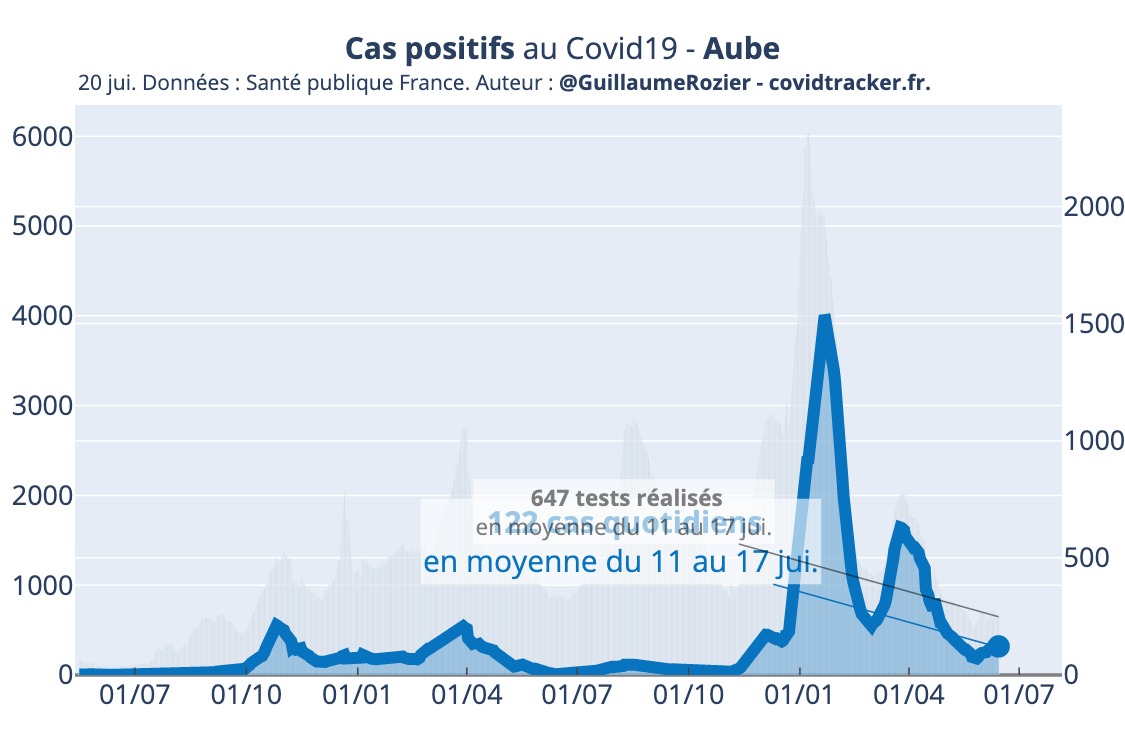 Cas positifs au Covid19 - Aube
20 jui. Données : Santé publique France. Auteur : @GuillaumeRozier - covidtracker.fr.
6000
5000
4000
3000
2000
1000
0
2000
1500
1000
500
0
647 tests réalisés
en moyenne du 11 au 17 jui.
122 cas quotidiens
en moyenne du 11 au 17 jui.
01/07 01/10 01/01 01/04 01/07 01/10 01/01 01/04 01/07